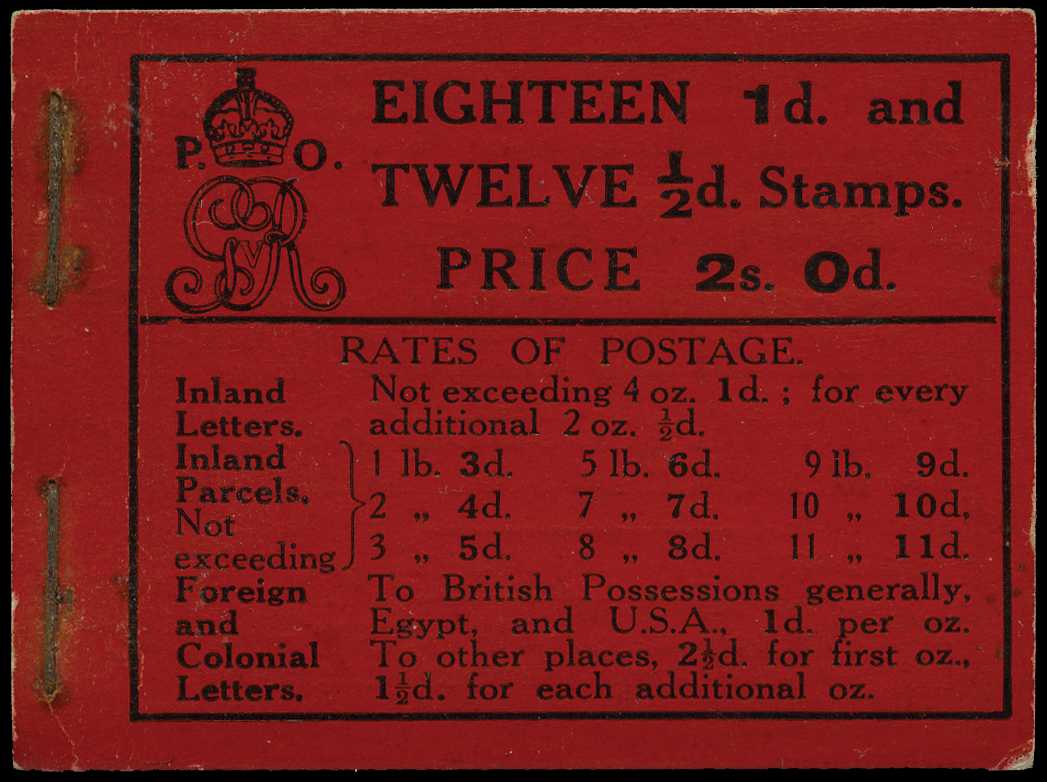 P. O.
GvR
EIGHTEEN 1d. and
TWELVE ½d. Stamps.
PRICE 2s. 0d.
RATES OF POSTAGE.
Inland Letters. Not exceeding 4 oz. 1d. ; for every
additional 2 oz. ½d.
Inland Parcels. Not exceeding
1 lb. 3d. 5 lb. 6d. 9 lb. 9d.
2 „ 4d. 7 „ 7d. 10 „ 10d.
3 „ 5d. 8 „ 8d. 11 „ 11d.
Foreign and Colonial Letters. To British Possessions generally,
Egypt, and U.S.A., 1d. per oz.
To other places, 2½d. for first oz.,
1½d. for each additional oz.